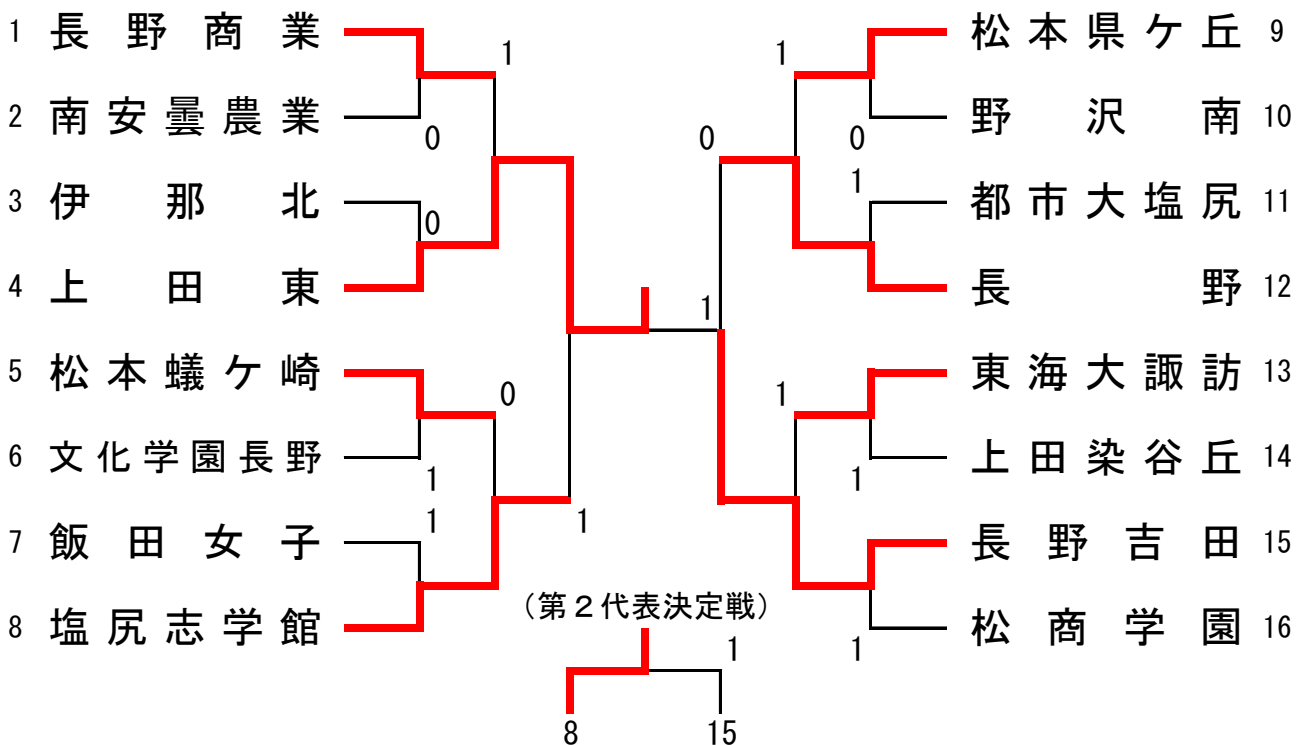 1 長野商業
2 南安曇農業
3 伊那北
4 上田東
5 松本蟻ケ崎
6 文化学園長野
7 飯田女子
8 塩尻志学館
1
0
0
0
1
1
1
1
0
1
0
1
1
1
1
松本県ケ丘 9
野沢南 10
都市大塩尻 11
長野 12
東海大諏訪 13
上田染谷丘 14
長野吉田 15
松商学園 16
(第2代表決定戦)
1
8 15